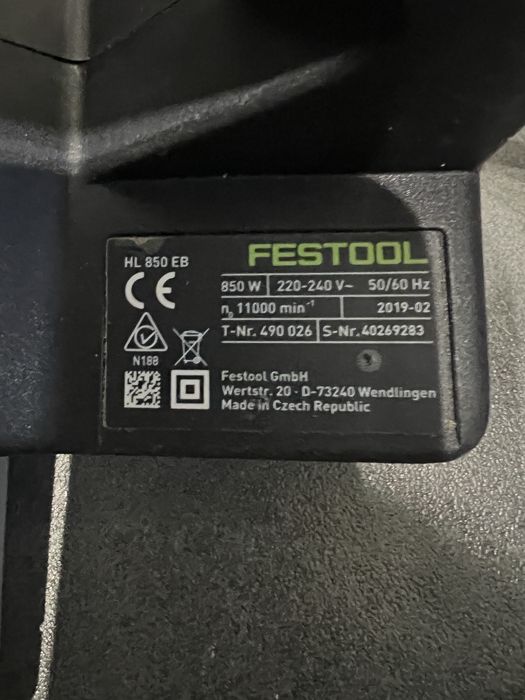 HL 850 EB
FESTOOL
850 W 220-240 V~ 50/60 Hz
n₀ 11000 min⁻¹ 2019-02
T-Nr. 490 026 S-Nr. 40269283
CE
N188
Festool GmbH
Wertstr. 20 · D-73240 Wendlingen
Made in Czech Republic